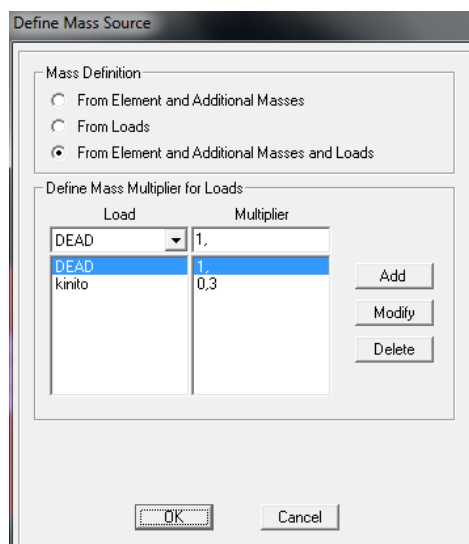 Define Mass Source
Mass Definition
From Element and Additional Masses
From Loads
From Element and Additional Masses and Loads
Define Mass Multiplier for Loads
Load Multiplier
DEAD 1,
DEAD 1,
kinito 0,3
Add
Modify
Delete
OK Cancel